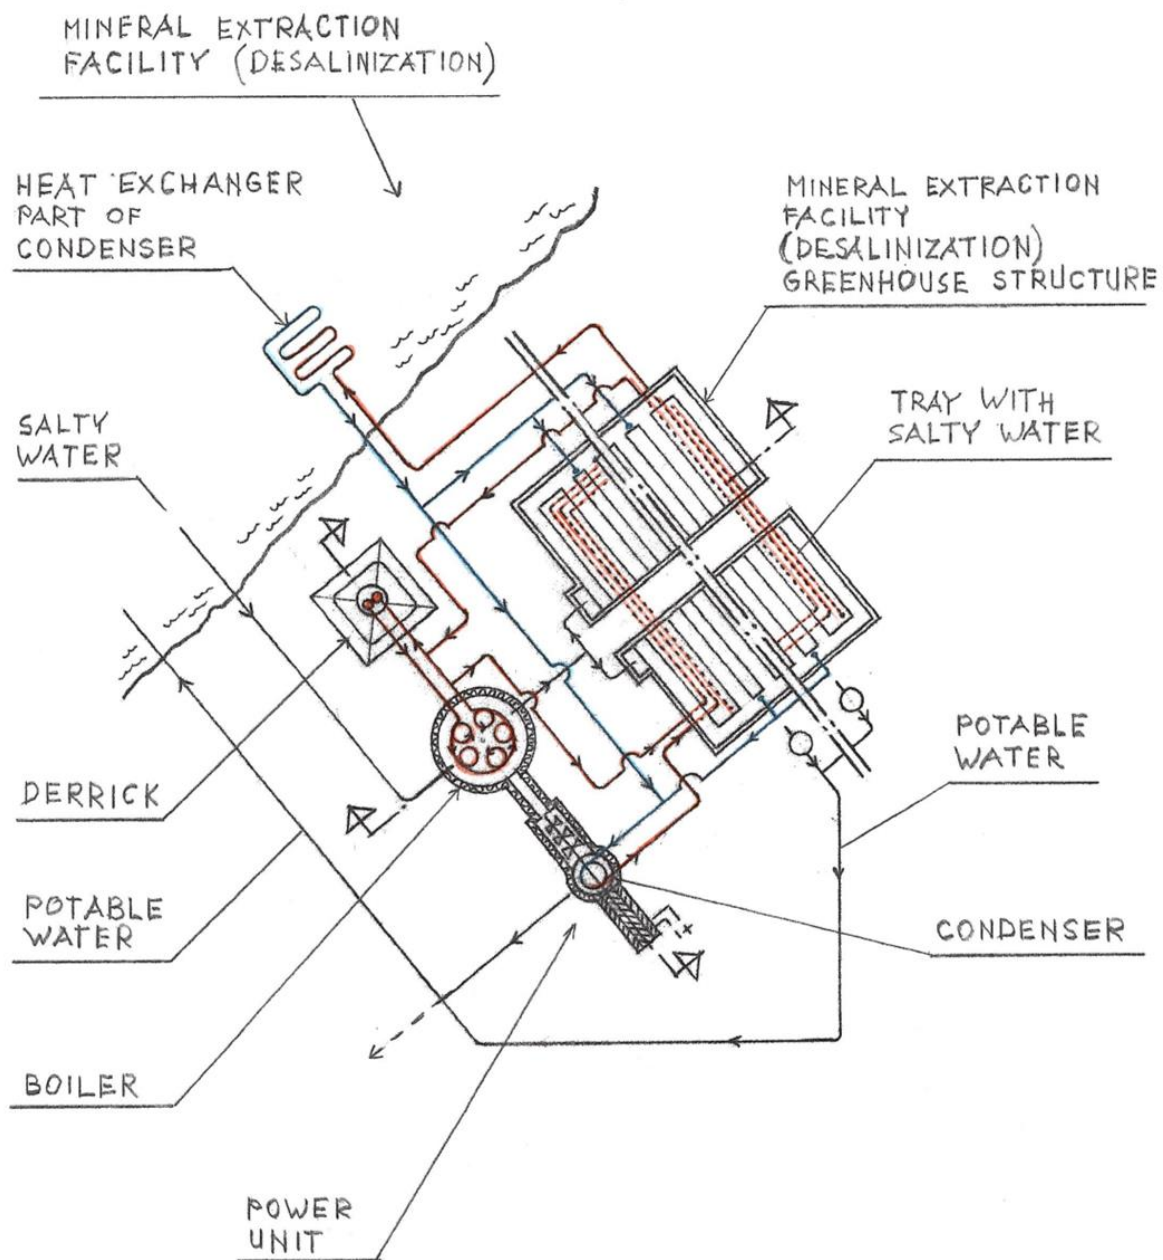 MINERAL EXTRACTION
FACILITY (DESALINIZATION)
HEAT EXCHANGER
PART OF
CONDENSER
MINERAL EXTRACTION
FACILITY
(DESALINIZATION)
GREENHOUSE STRUCTURE
SALTY
WATER
TRAY WITH
SALTY WATER
DERRICK
POTABLE
WATER
POTABLE
WATER
CONDENSER
BOILER
POWER
UNIT